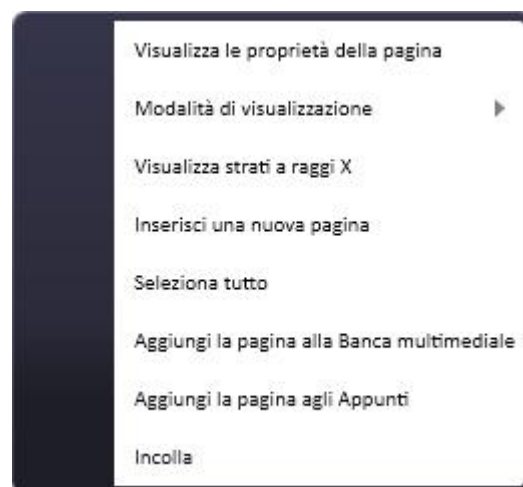 Visualizza le proprietà della pagina
Modalità di visualizzazione
Visualizza strati a raggi X
Inserisci una nuova pagina
Seleziona tutto
Aggiungi la pagina alla Banca multimediale
Aggiungi la pagina agli Appunti
Incolla